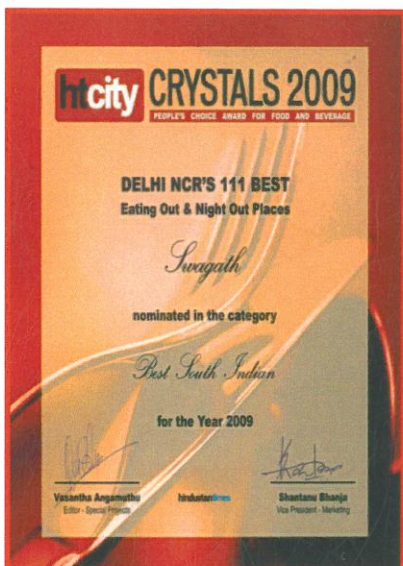 htcity CRYSTALS 2009
PEOPLE'S CHOICE AWARD FOR FOOD AND BEVERAGE
DELHI NCR'S 111 BEST
Eating Out & Night Out Places
Swagath
nominated in the category
Best South Indian
for the Year 2009
Vasantha Angamuthu
Editor - Special Projects
hindustantimes
Shantanu Bhanja
Vice President - Marketing